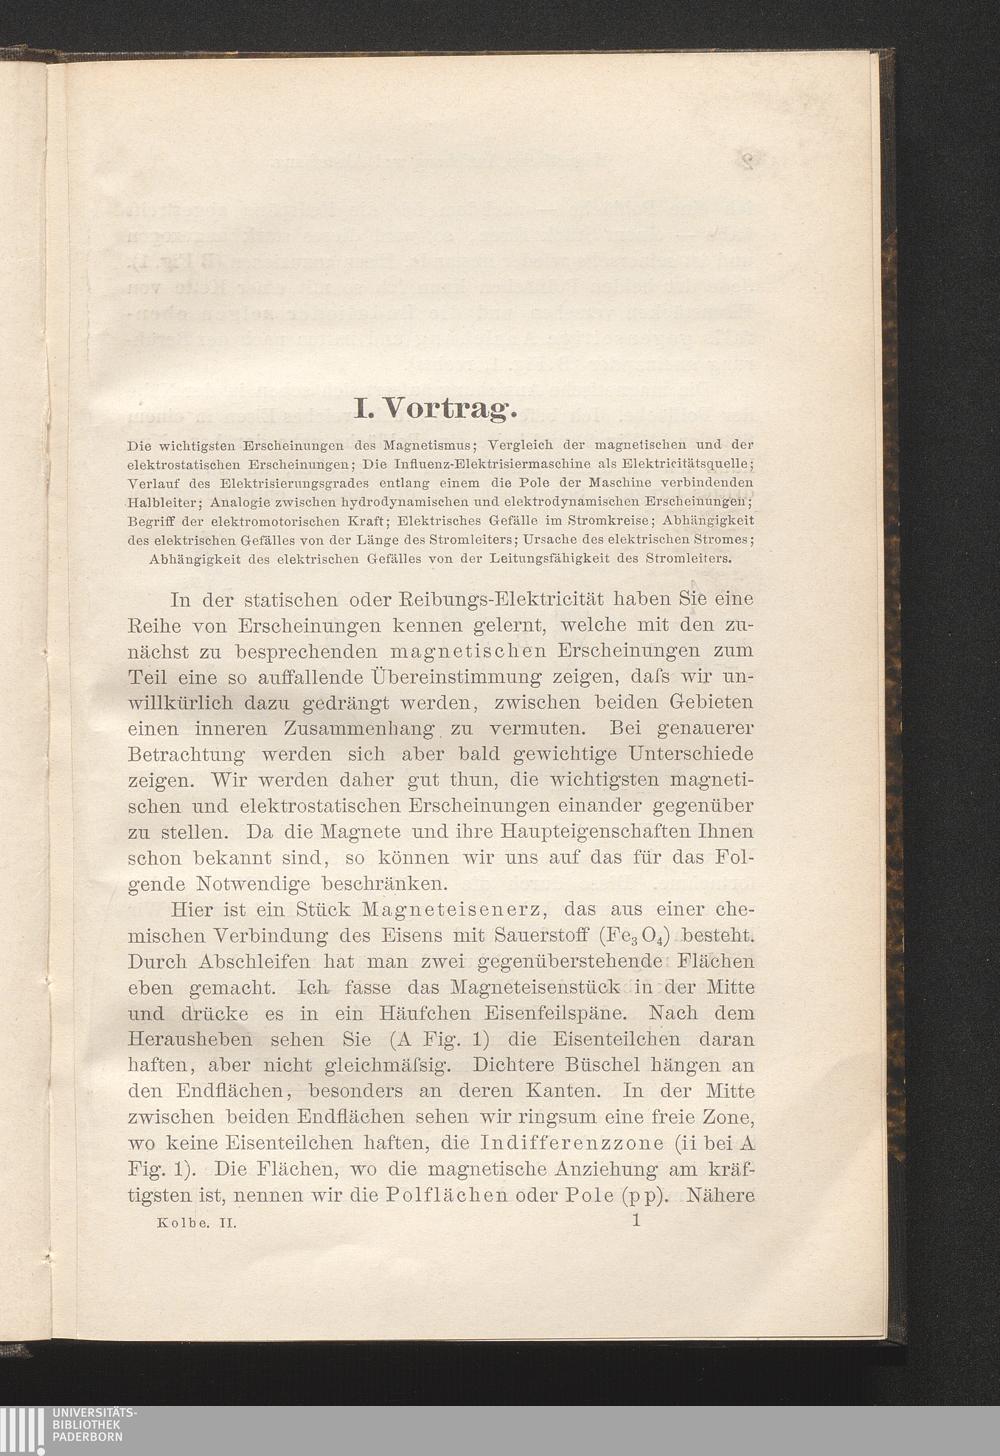 I. Vortrag.
Die wichtigsten Erscheinungen des Magnetismus; Vergleich der magnetischen und der
elektrostatischen Erscheinungen; Die Influenz-Elektrisiermaschine als Elektricitätsquelle;
Verlauf des Elektrisierungsgrades entlang einem die Pole der Maschine verbindenden
Halbleiter; Analogie zwischen hydrodynamischen und elektrodynamischen Erscheinungen;
Begriff der elektromotorischen Kraft; Elektrisches Gefälle im Stromkreise; Abhängigkeit
des elektrischen Gefälles von der Länge des Stromleiters; Ursache des elektrischen Stromes;
Abhängigkeit des elektrischen Gefälles von der Leitungsfähigkeit des Stromleiters.
In der statischen oder Reibungs-Elektricität haben Sie eine
Reihe von Erscheinungen kennen gelernt, welche mit den zu-
nächst zu besprechenden magnetischen Erscheinungen zum
Teil eine so auffallende Übereinstimmung zeigen, daſs wir un-
willkürlich dazu gedrängt werden, zwischen beiden Gebieten
einen inneren Zusammenhang zu vermuten. Bei genauerer
Betrachtung werden sich aber bald gewichtige Unterschiede
zeigen. Wir werden daher gut thun, die wichtigsten magneti-
schen und elektrostatischen Erscheinungen einander gegenüber
zu stellen. Da die Magnete und ihre Haupteigenschaften Ihnen
schon bekannt sind, so können wir uns auf das für das Fol-
gende Notwendige beschränken.
Hier ist ein Stück Magneteisenerz, das aus einer che-
mischen Verbindung des Eisens mit Sauerstoff (Fe₃O₄) besteht.
Durch Abschleifen hat man zwei gegenüberstehende Flächen
eben gemacht. Ich fasse das Magneteisenstück in der Mitte
und drücke es in ein Häufchen Eisenfeilspäne. Nach dem
Herausheben sehen Sie (A Fig. 1) die Eisenteilchen daran
haften, aber nicht gleichmäſsig. Dichtere Büschel hängen an
den Endflächen, besonders an deren Kanten. In der Mitte
zwischen beiden Endflächen sehen wir ringsum eine freie Zone,
wo keine Eisenteilchen haften, die Indifferenzzone (ii bei A
Fig. 1). Die Flächen, wo die magnetische Anziehung am kräf-
tigsten ist, nennen wir die Polflächen oder Pole (pp). Nähere
Kolbe. II. 1
UNIVERSITÄTS-
BIBLIOTHEK
PADERBORN